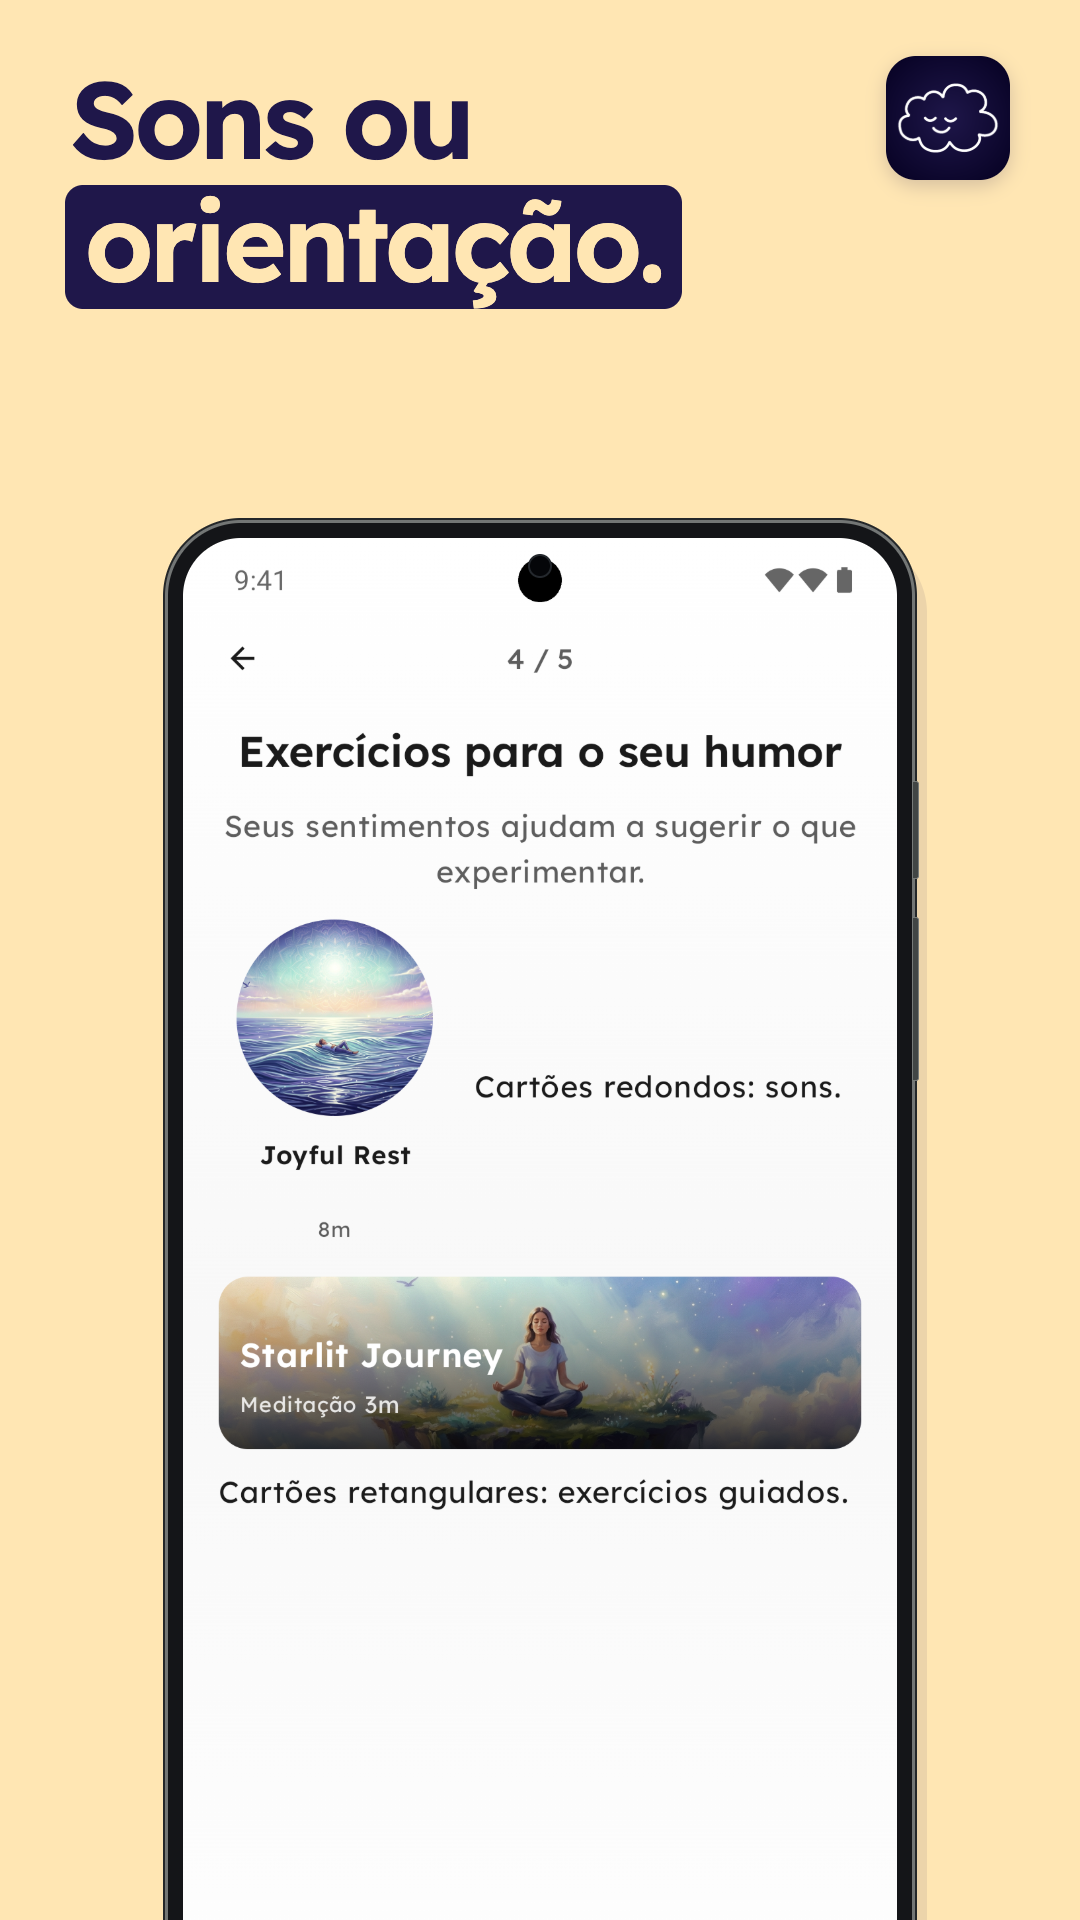 Sons ou
orientação.
9:41
4 / 5
Exercícios para o seu humor
Seus sentimentos ajudam a sugerir o que
experimentar.
Cartões redondos: sons.
Joyful Rest
8m
Starlit Journey
Meditação 3m
Cartões retangulares: exercícios guiados.